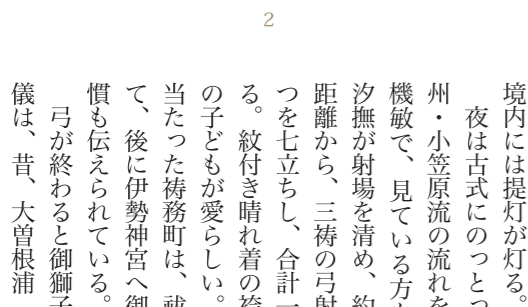 2
境内には提灯が灯る。
夜は古式にのっとっ
州・小笠原流の流れを
機敏で、見ている方も
汐撫が射場を清め、約
距離から、三祷の弓射
つを七立ちし、合計一
る。紋付き晴れ着の袴
の子どもが愛らしい。
当たった祷務町は、祓
て、後に伊勢神宮へ御
慣も伝えられている。
弓が終わると御獅子
儀は、昔、大曽根浦